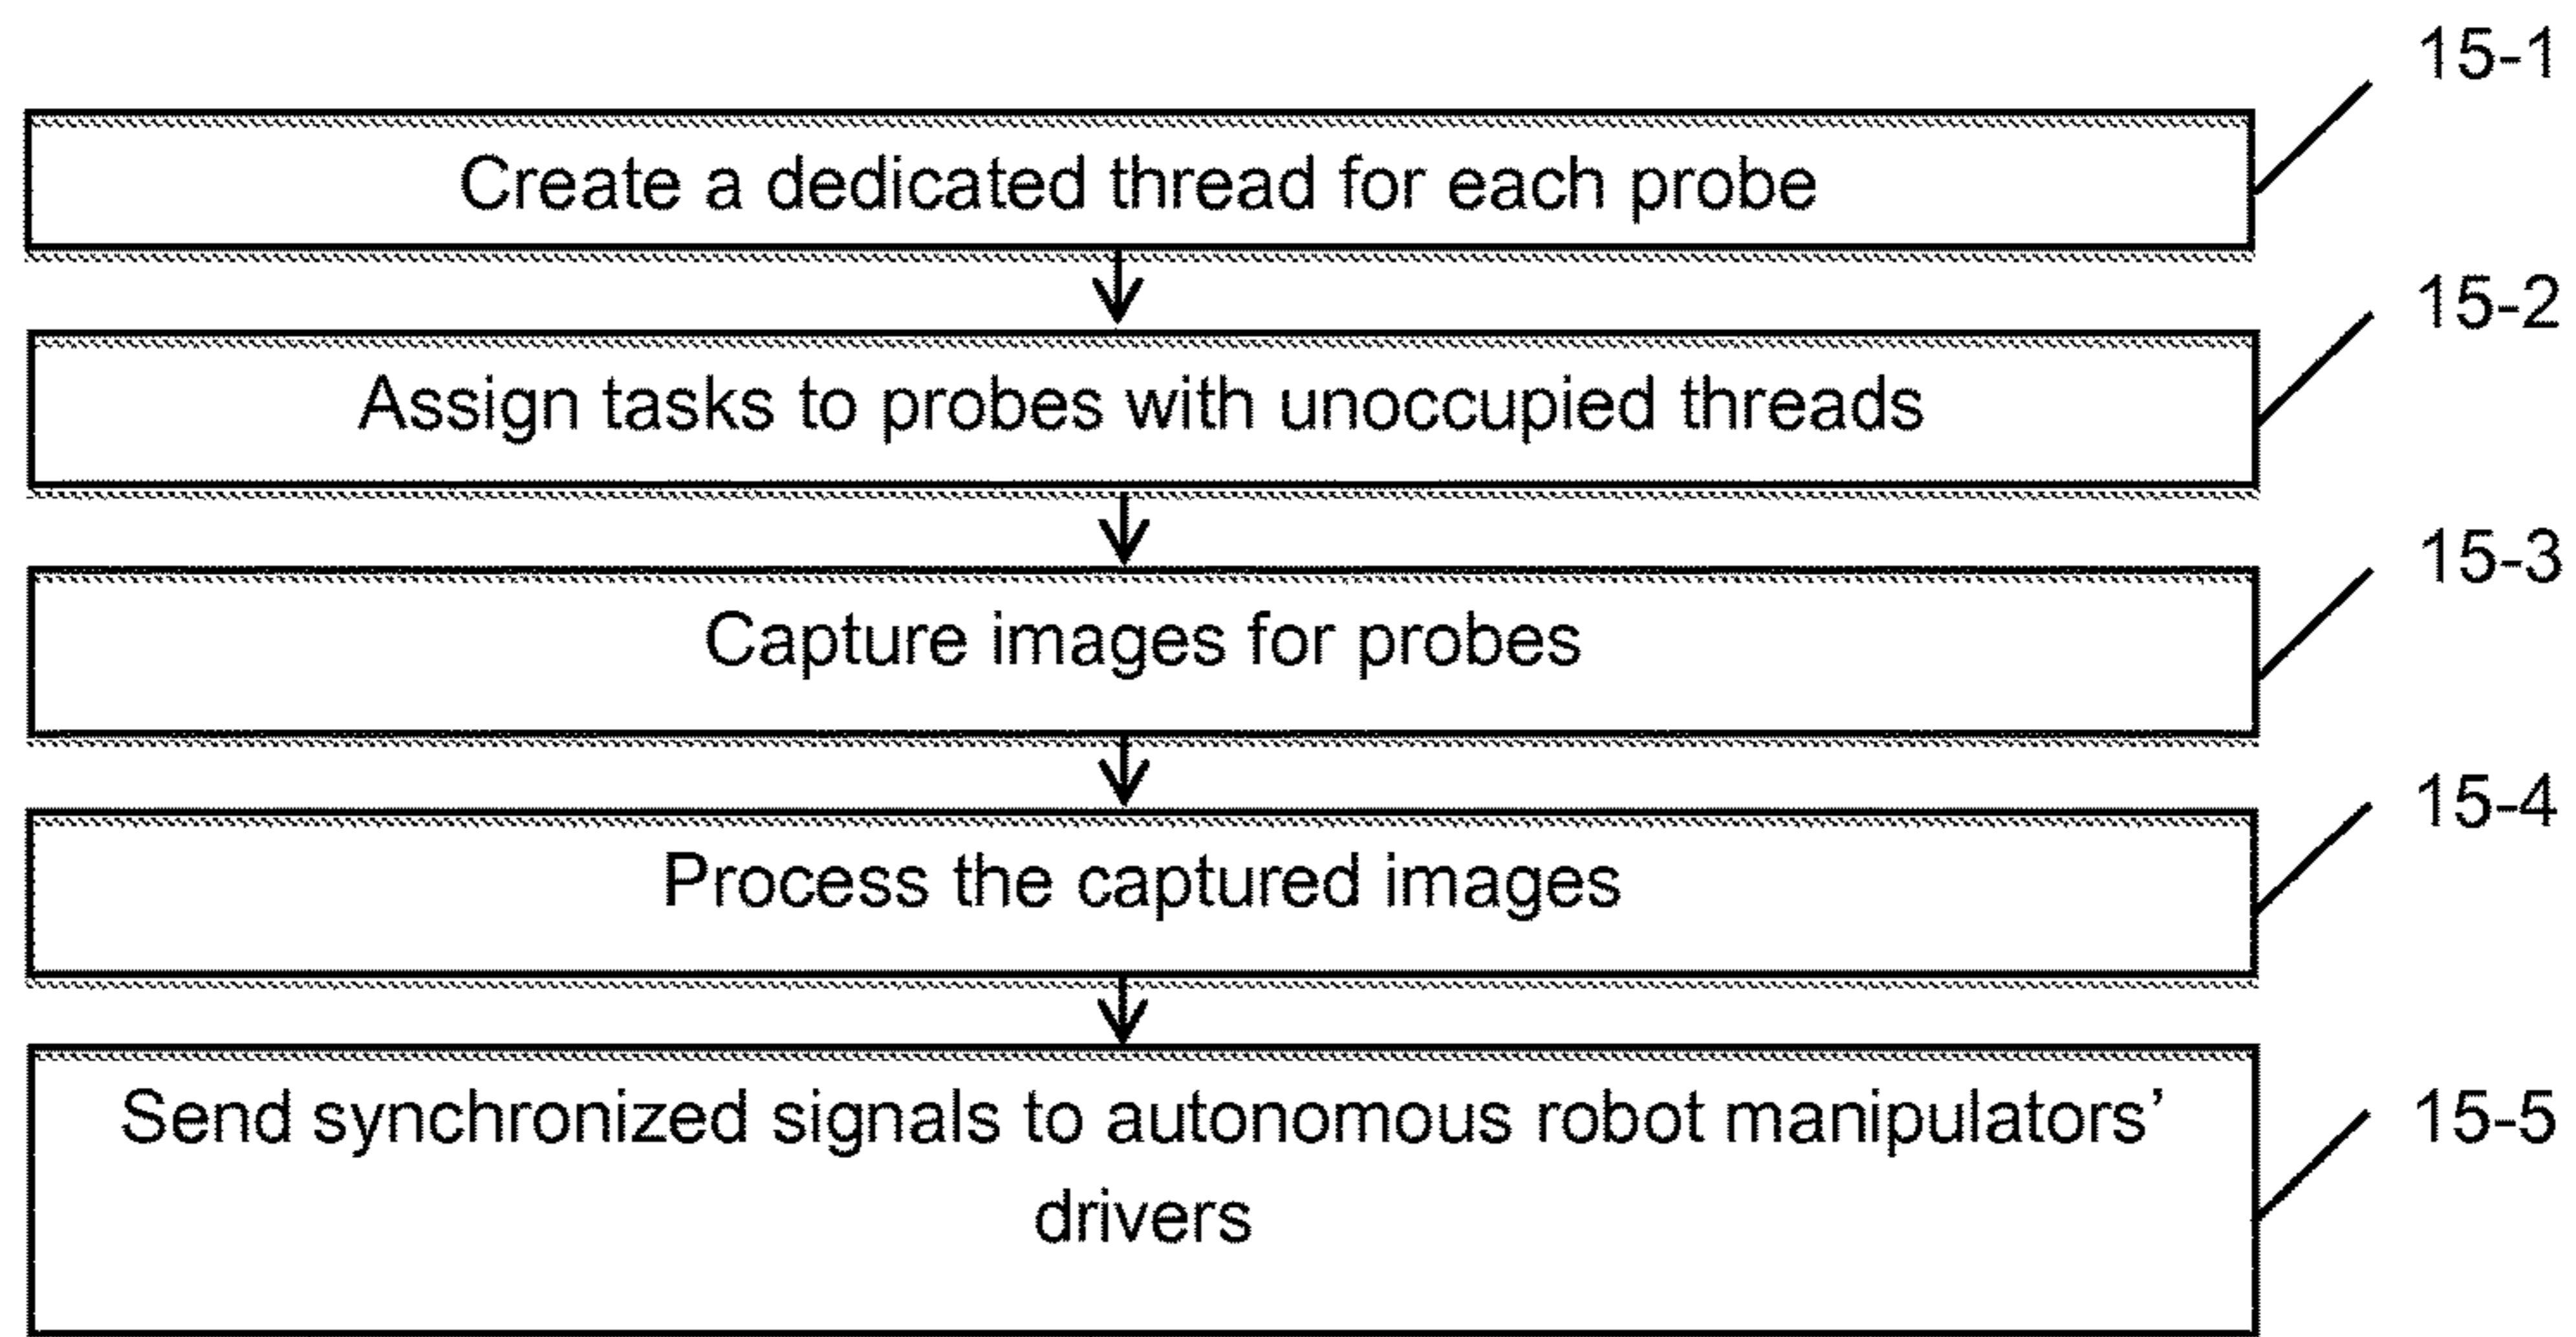 15-1
Create a dedicated thread for each probe
15-2
Assign tasks to probes with unoccupied threads
15-3
Capture images for probes
15-4
Process the captured images
15-5
Send synchronized signals to autonomous robot manipulators’
drivers